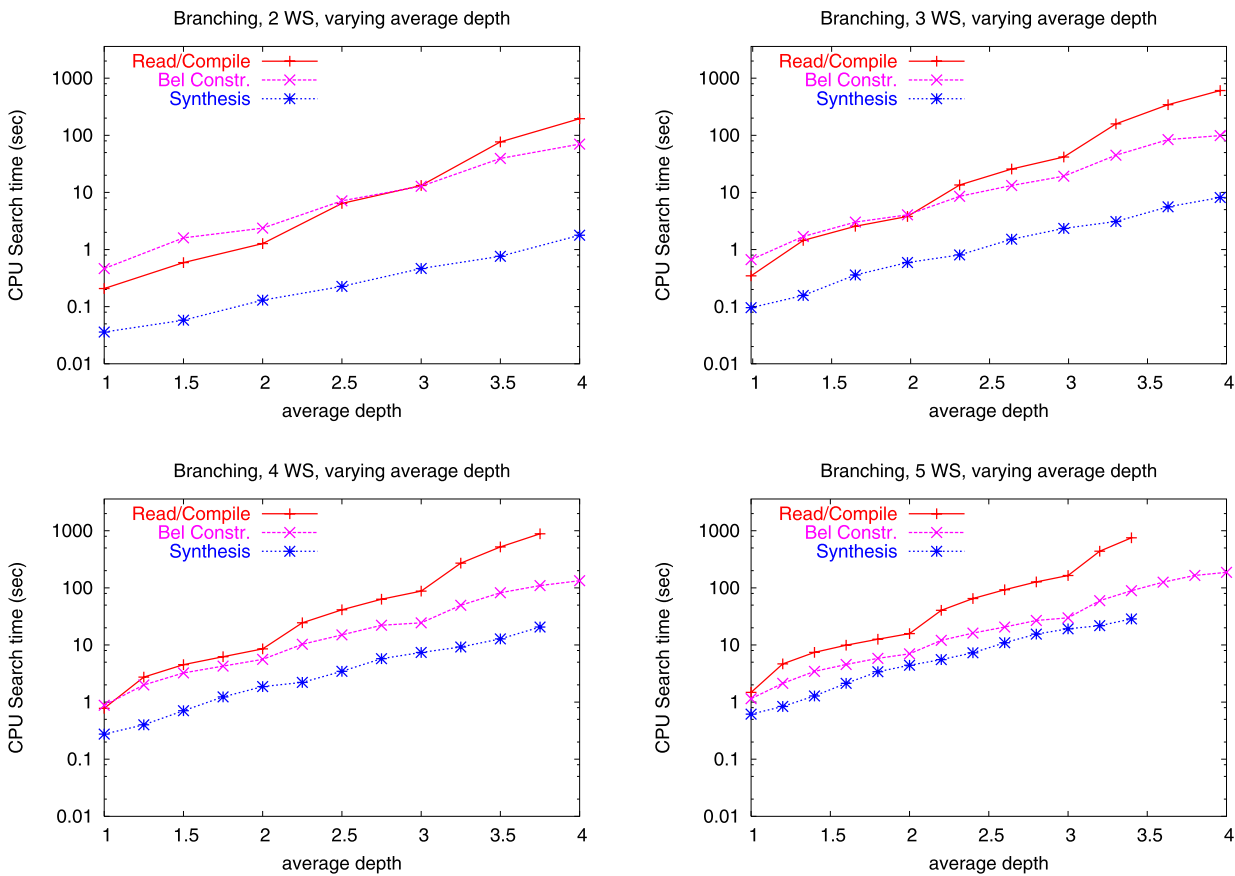 Branching, 2 WS, varying average depth
CPU Search time (sec)
1000
100
10
1
0.1
0.01
Read/Compile
Bel Constr.
Synthesis
1 1.5 2 2.5 3 3.5 4
average depth
Branching, 3 WS, varying average depth
CPU Search time (sec)
1000
100
10
1
0.1
0.01
Read/Compile
Bel Constr.
Synthesis
1 1.5 2 2.5 3 3.5 4
average depth
Branching, 4 WS, varying average depth
CPU Search time (sec)
1000
100
10
1
0.1
0.01
Read/Compile
Bel Constr.
Synthesis
1 1.5 2 2.5 3 3.5 4
average depth
Branching, 5 WS, varying average depth
CPU Search time (sec)
1000
100
10
1
0.1
0.01
Read/Compile
Bel Constr.
Synthesis
1 1.5 2 2.5 3 3.5 4
average depth